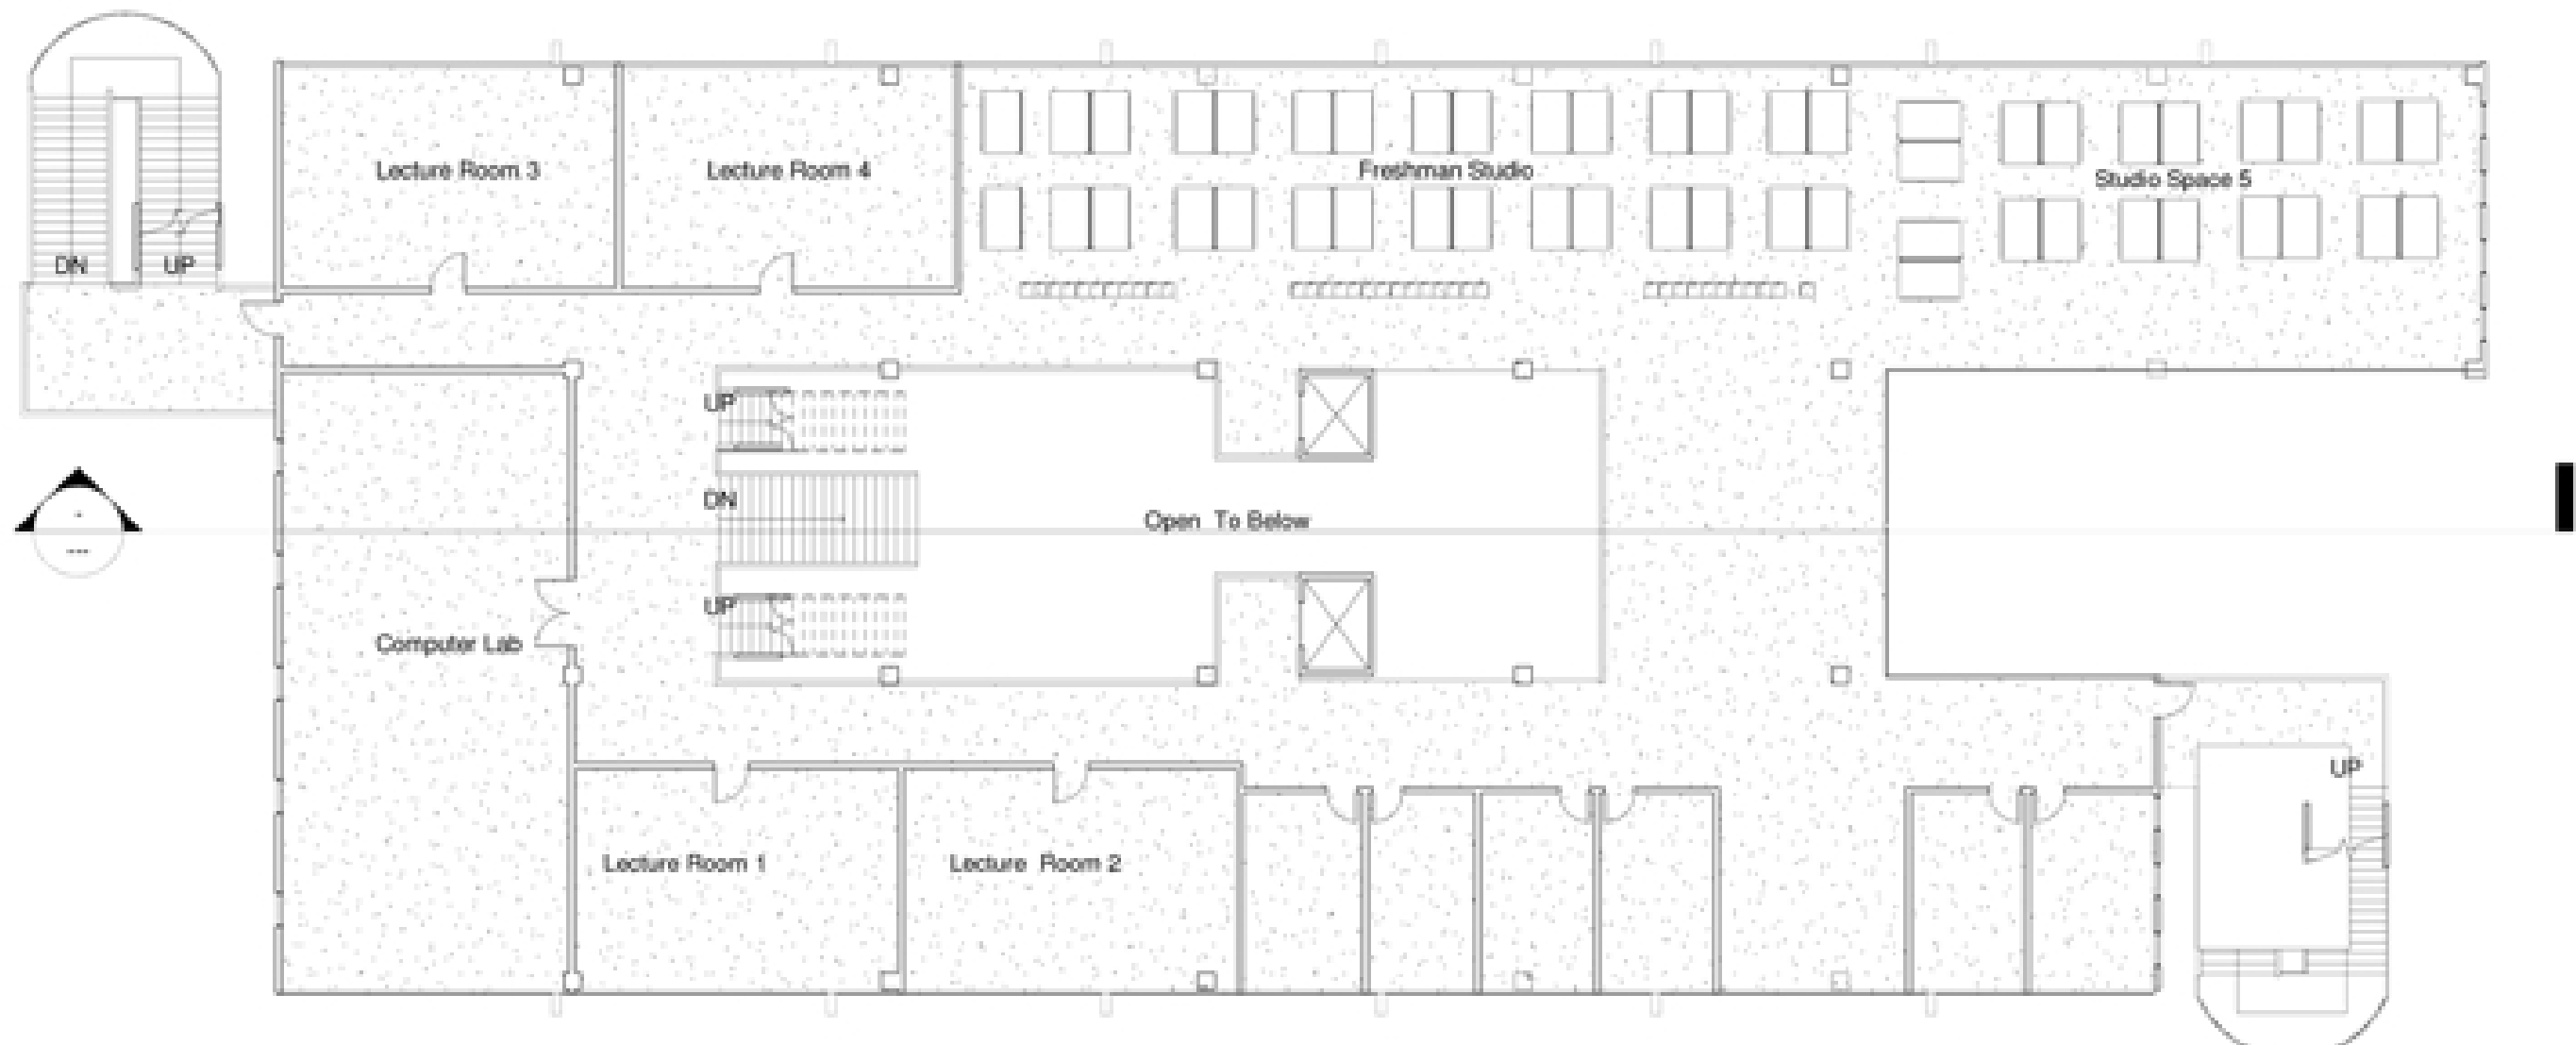 Lecture Room 3
Lecture Room 4
Freshman Studio
Studio Space 5
DN
UP
UP
DN
Open To Below
UP
Computer Lab
UP
Lecture Room 1
Lecture Room 2